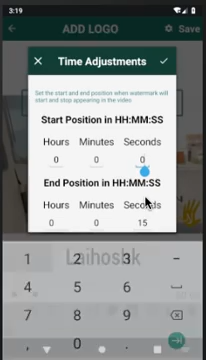 3:19
ADD LOGO
Save
Time Adjustments
Set the start and end position when watermark will
start and stop appearing in the video
Start Position in HH:MM:SS
Hours Minutes Seconds
0 0 0
End Position in HH:MM:SS
Hours Minutes Seconds
0 0 15
Laihoshk
1 2 3 -
4 5 6
7 8 9
0